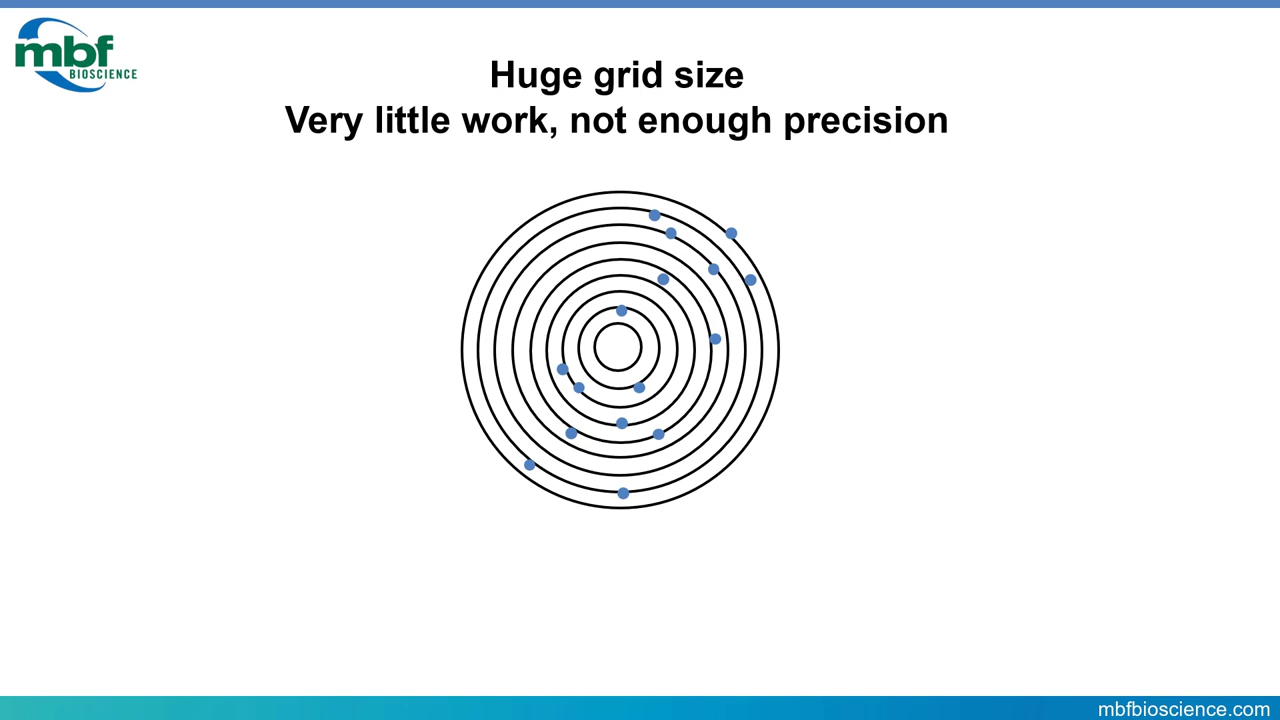 mbf
BIOSCIENCE
Huge grid size
Very little work, not enough precision
mbfbioscience.com